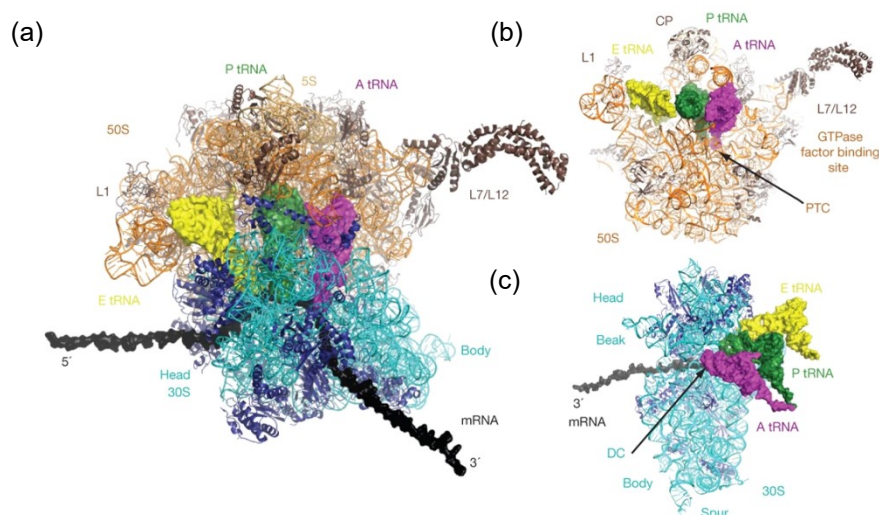 (a)
P tRNA
5S
A tRNA
50S
L1
L7/L12
E tRNA
5´
Head
30S
Body
mRNA
3´
(b)
CP
P tRNA
E tRNA
A tRNA
L1
L7/L12
GTPase
factor binding
site
PTC
50S
(c)
Head
E tRNA
Beak
P tRNA
3´
mRNA
A tRNA
DC
Body
30S
Spur